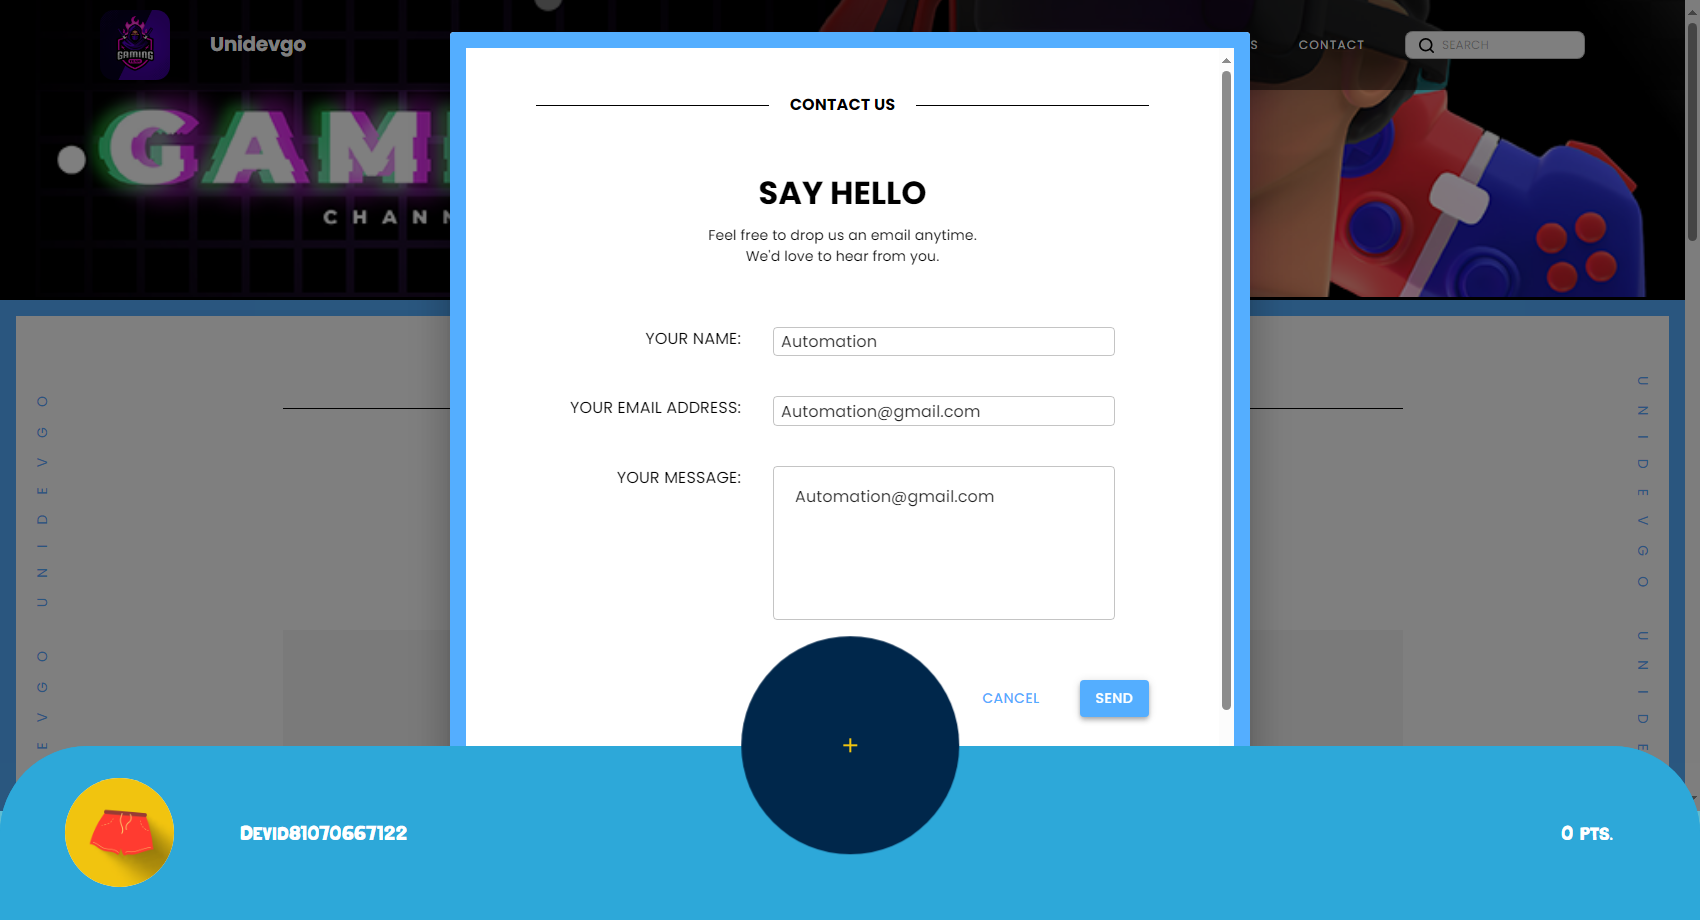 GAMING
Unidevgo
S
CONTACT
SEARCH
GAM
CHANN
CONTACT US
SAY HELLO
Feel free to drop us an email anytime.
We'd love to hear from you.
YOUR NAME:
Automation
YOUR EMAIL ADDRESS:
Automation@gmail.com
YOUR MESSAGE:
Automation@gmail.com
CANCEL
SEND
+
UNIDEVGO
EVGO
UNIDEVGO
UNIDE
Devid81070667122
0 pts.